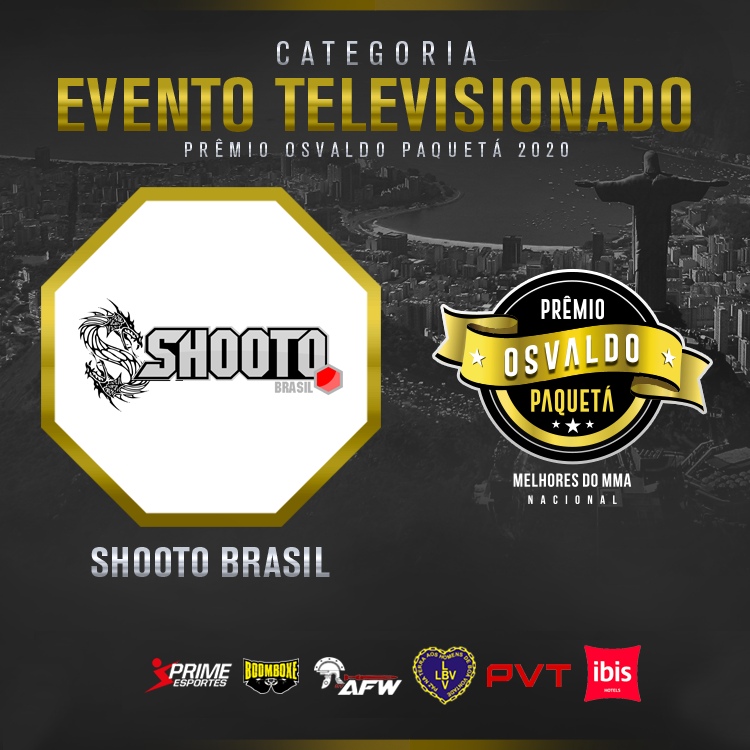 CATEGORIA
EVENTO TELEVISIONADO
PRÊMIO OSVALDO PAQUETÁ 2020
SHOOTO
BRASIL
PRÊMIO
OSVALDO
PAQUETÁ
MELHORES DO MMA
NACIONAL
SHOOTO BRASIL
PRIME
ESPORTES
BOOMBOXE
AFW
LBV
PVT
ibis
HOTELS